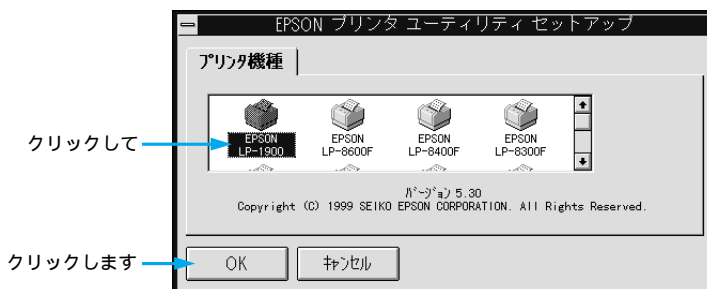 EPSON プリンタ ユーティリティ セットアップ
プリンタ機種
クリックして
EPSON
LP-1900
EPSON
LP-8600F
EPSON
LP-8400F
EPSON
LP-8300F
バージョン 5.30
Copyright (C) 1999 SEIKO EPSON CORPORATION. All Rights Reserved.
クリックします
OK
キャンセル